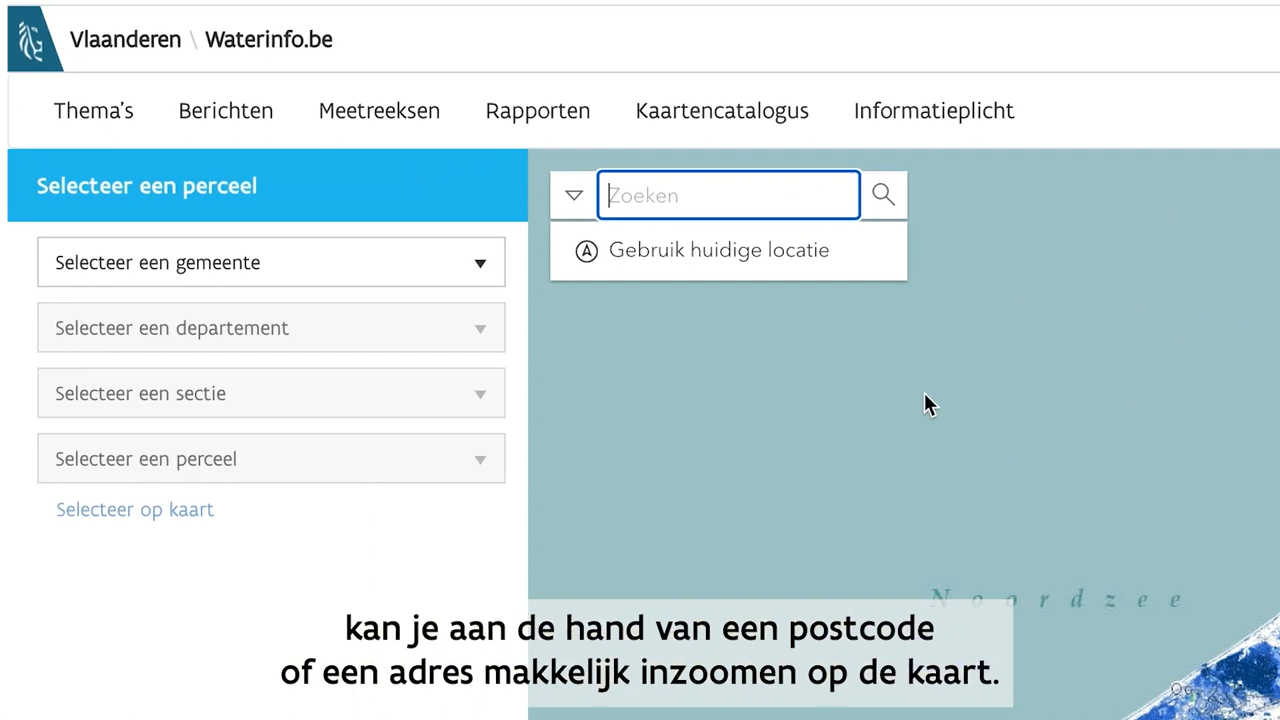 Vlaanderen \ Waterinfo.be
Thema's Berichten Meetreeksen Rapporten Kaartencatalogus Informatieplicht
Selecteer een perceel
Selecteer een gemeente
Selecteer een departement
Selecteer een sectie
Selecteer een perceel
Selecteer op kaart
Zoeken
Gebruik huidige locatie
Noordzee
kan je aan de hand van een postcode
of een adres makkelijk inzoomen op de kaart.